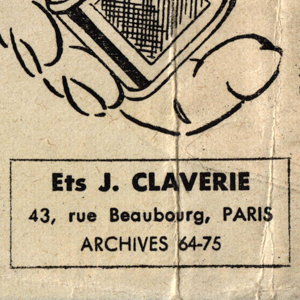 Ets J. CLAVERIE
43, rue Beaubourg, PARIS
ARCHIVES 64-75